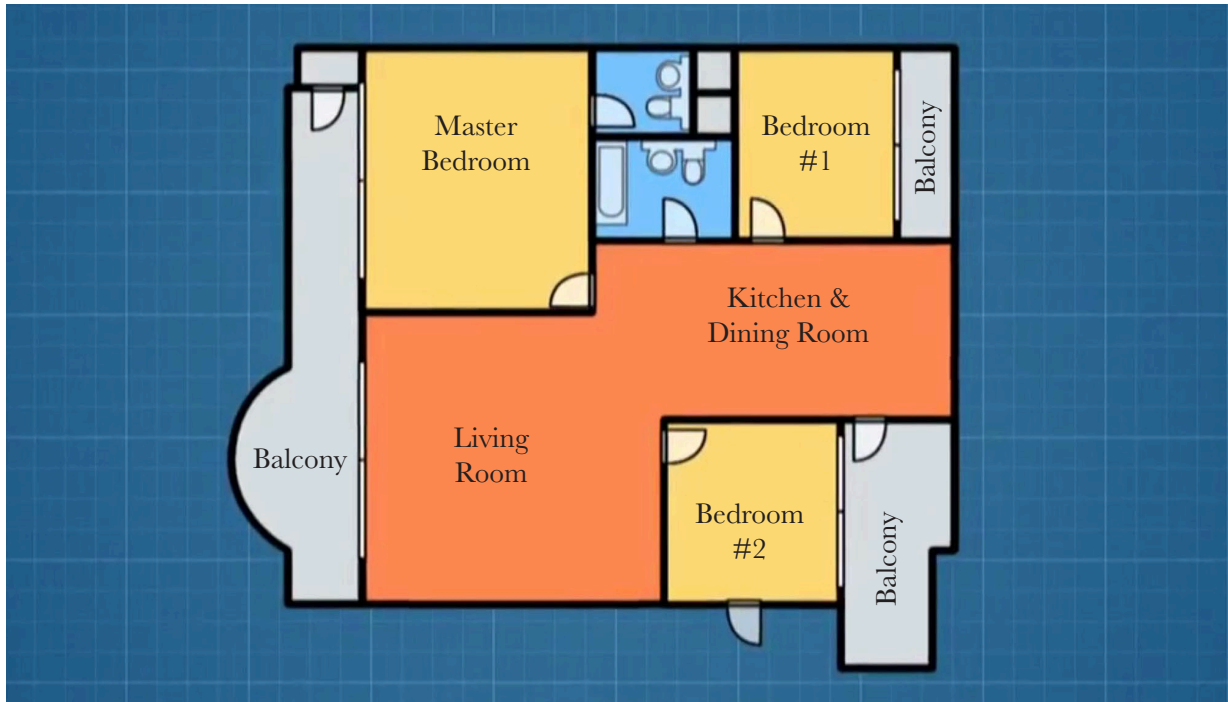 Master
Bedroom
Bedroom
#1
Balcony
Kitchen &
Dining Room
Living
Room
Balcony
Bedroom
#2
Balcony